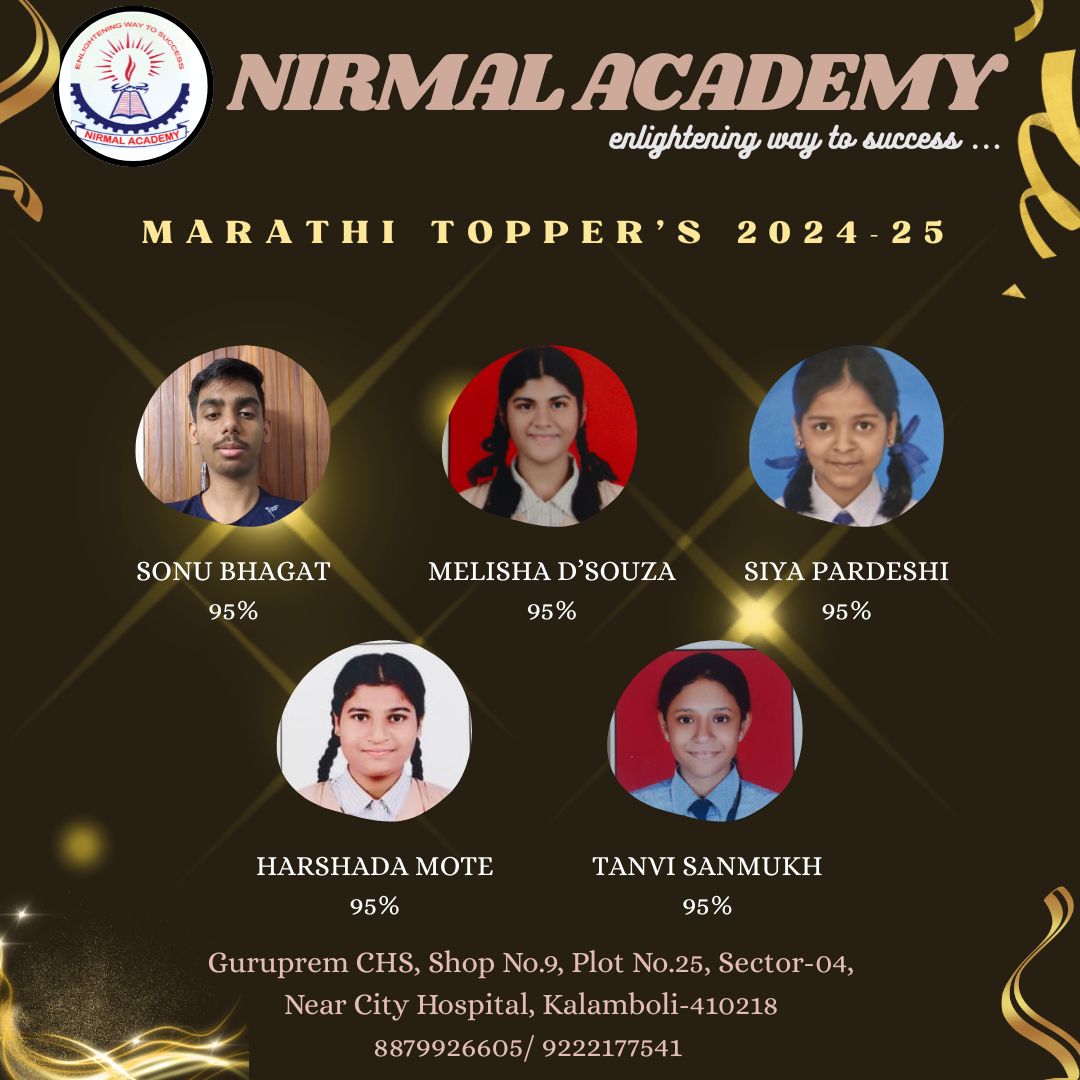 ENLIGHTENING WAY TO SUCCESS
NIRMAL ACADEMY
NIRMAL ACADEMY
enlightening way to success ...
MARATHI TOPPER'S 2024-25
SONU BHAGAT
95%
MELISHA D'SOUZA
95%
SIYA PARDESHI
95%
HARSHADA MOTE
95%
TANVI SANMUKH
95%
Guruprem CHS, Shop No.9, Plot No.25, Sector-04,
Near City Hospital, Kalamboli-410218
8879926605/ 9222177541